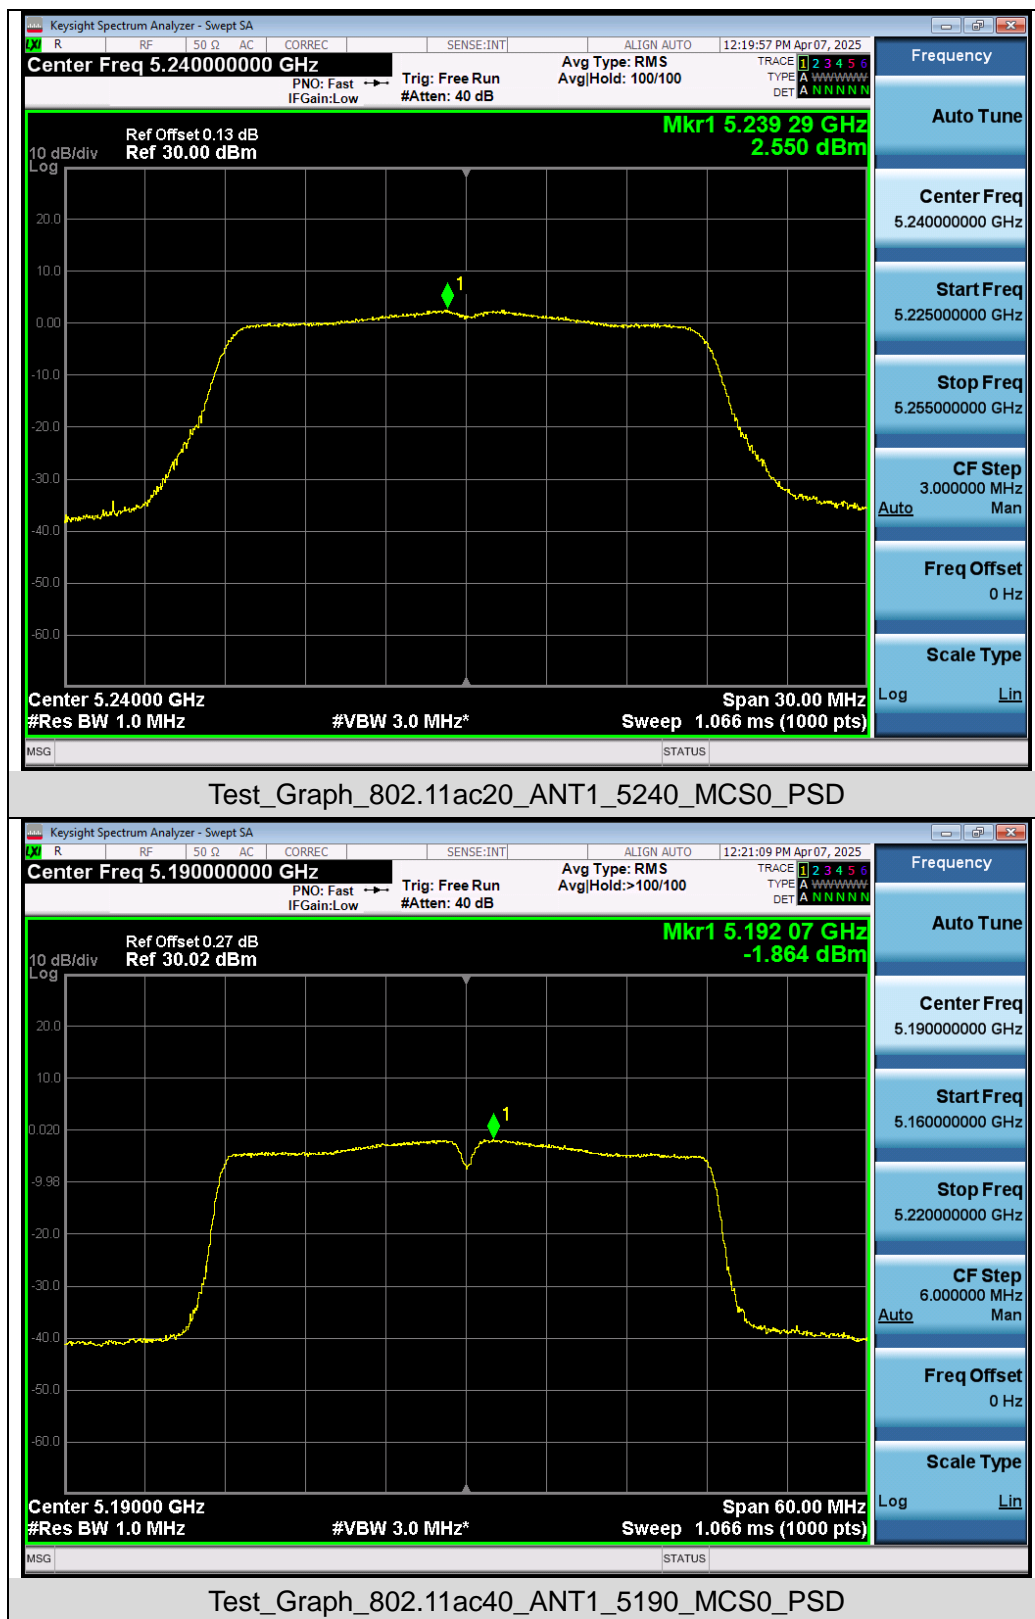 Keysight Spectrum Analyzer - Swept SA
LXI R RF 50 Ω AC CORREC SENSE:INT ALIGN AUTO 12:19:57 PM Apr 07, 2025
Center Freq 5.240000000 GHz
PNO: Fast
IFGain:Low
Trig: Free Run
#Atten: 40 dB
Avg Type: RMS
Avg|Hold: 100/100
TRACE 1 2 3 4 5 6
TYPE A WWWWW
DET A N N N N N
Ref Offset 0.13 dB
Ref 30.00 dBm
10 dB/div
Log
Mkr1 5.239 29 GHz
2.550 dBm
20.0
10.0
1
0.00
-10.0
-20.0
-30.0
-40.0
-50.0
-60.0
Center 5.24000 GHz
Span 30.00 MHz
#Res BW 1.0 MHz
#VBW 3.0 MHz*
Sweep 1.066 ms (1000 pts)
MSG
STATUS
Frequency
Auto Tune
Center Freq
5.240000000 GHz
Start Freq
5.225000000 GHz
Stop Freq
5.255000000 GHz
CF Step
3.000000 MHz
Auto Man
Freq Offset
0 Hz
Scale Type
Log Lin
Test_Graph_802.11ac20_ANT1_5240_MCS0_PSD
Keysight Spectrum Analyzer - Swept SA
LXI R RF 50 Ω AC CORREC SENSE:INT ALIGN AUTO 12:21:09 PM Apr 07, 2025
Center Freq 5.190000000 GHz
PNO: Fast
IFGain:Low
Trig: Free Run
#Atten: 40 dB
Avg Type: RMS
Avg|Hold:>100/100
TRACE 1 2 3 4 5 6
TYPE A WWWWW
DET A N N N N N
Ref Offset 0.27 dB
Ref 30.02 dBm
10 dB/div
Log
Mkr1 5.192 07 GHz
-1.864 dBm
20.0
10.0
1
0.020
-9.98
-20.0
-30.0
-40.0
-50.0
-60.0
Center 5.19000 GHz
Span 60.00 MHz
#Res BW 1.0 MHz
#VBW 3.0 MHz*
Sweep 1.066 ms (1000 pts)
MSG
STATUS
Frequency
Auto Tune
Center Freq
5.190000000 GHz
Start Freq
5.160000000 GHz
Stop Freq
5.220000000 GHz
CF Step
6.000000 MHz
Auto Man
Freq Offset
0 Hz
Scale Type
Log Lin
Test_Graph_802.11ac40_ANT1_5190_MCS0_PSD